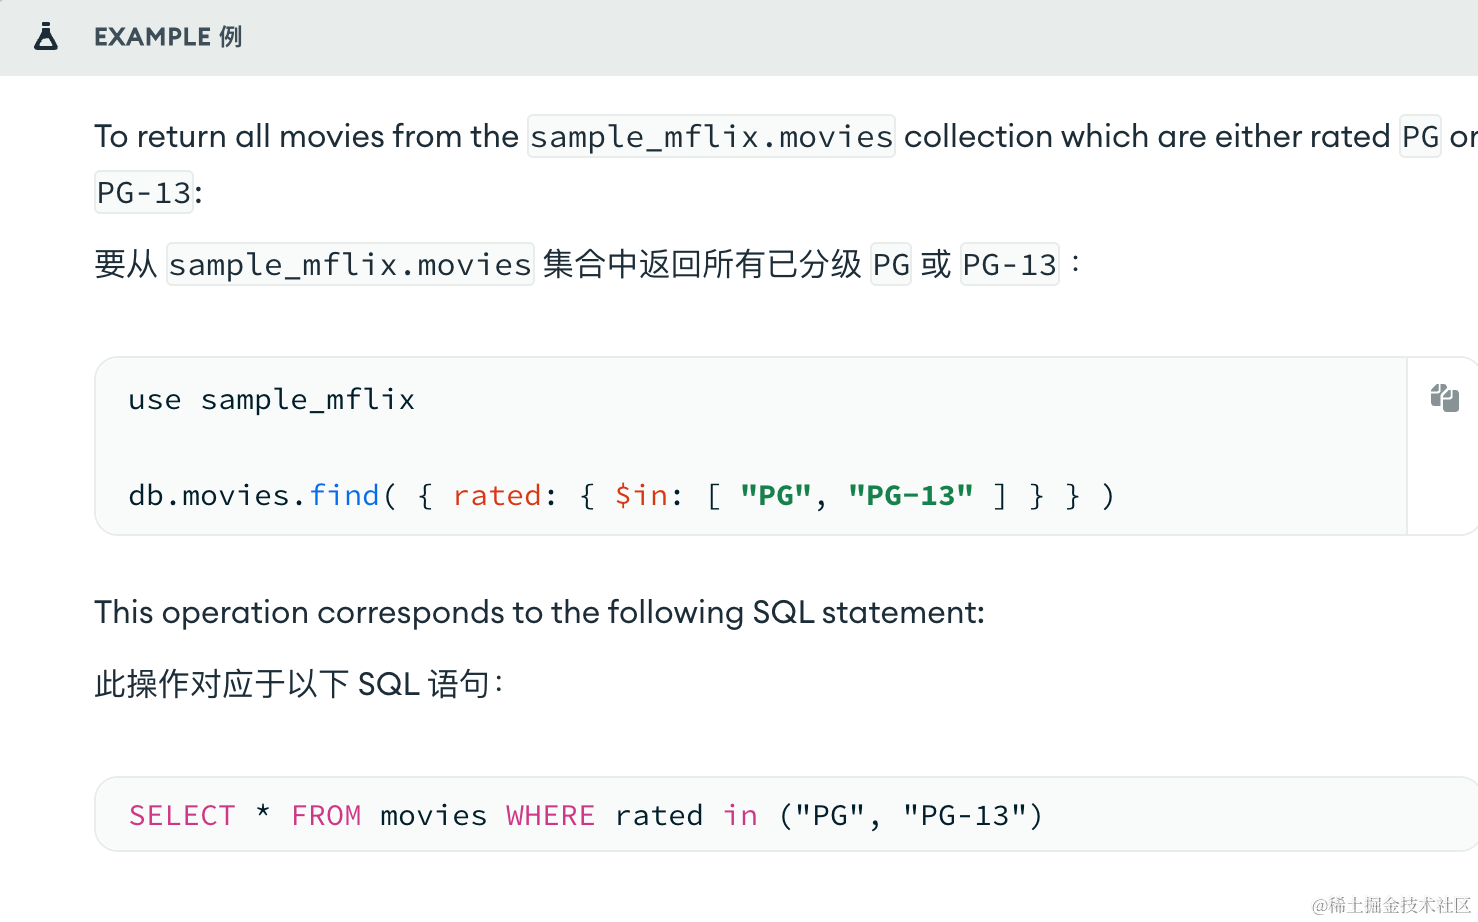 EXAMPLE 例
To return all movies from the sample_mflix.movies collection which are either rated PG or
PG-13:
要从 sample_mflix.movies 集合中返回所有已分级 PG 或 PG-13 ：
use sample_mflix
db.movies.find( { rated: { $in: [ "PG", "PG-13" ] } } )
This operation corresponds to the following SQL statement:
此操作对应于以下 SQL 语句：
SELECT * FROM movies WHERE rated in ("PG", "PG-13")
@稀土掘金技术社区